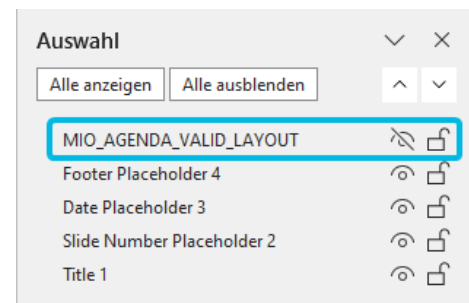 Auswahl
Alle anzeigen Alle ausblenden
MIO_AGENDA_VALID_LAYOUT
Footer Placeholder 4
Date Placeholder 3
Slide Number Placeholder 2
Title 1